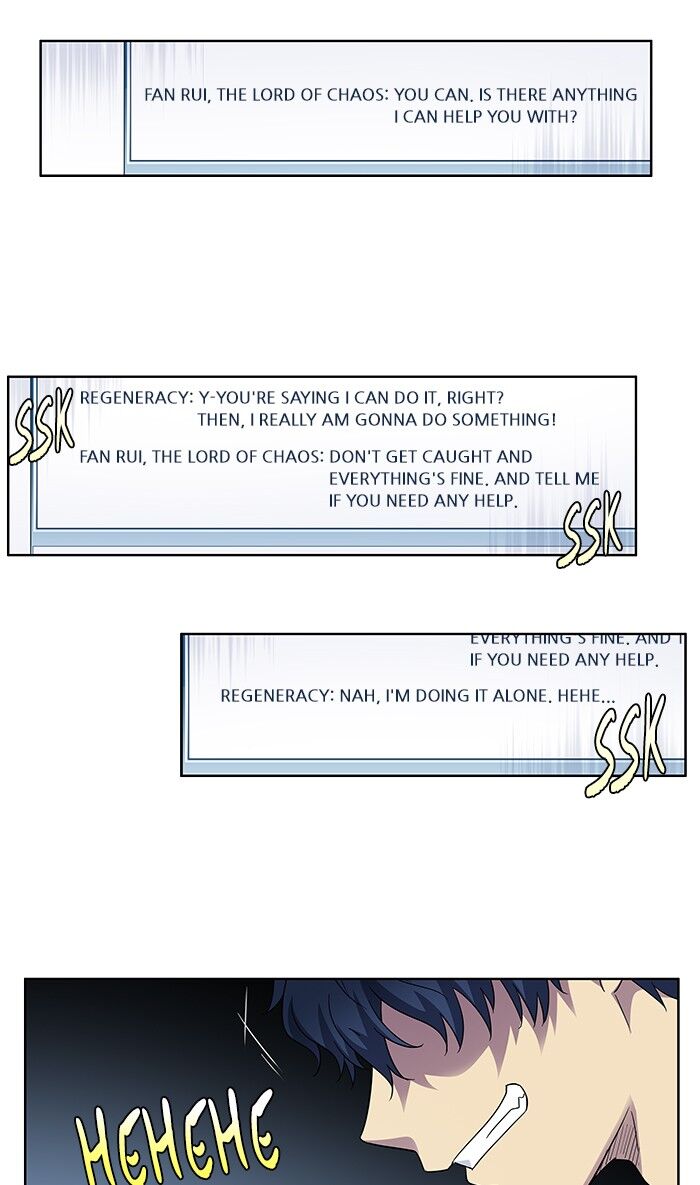 FAN RUI, THE LORD OF CHAOS: YOU CAN. IS THERE ANYTHING
I CAN HELP YOU WITH?
SSK
REGENERACY: Y-YOU'RE SAYING I CAN DO IT, RIGHT?
THEN, I REALLY AM GONNA DO SOMETHING!
FAN RUI, THE LORD OF CHAOS: DON'T GET CAUGHT AND
EVERYTHING'S FINE. AND TELL ME
IF YOU NEED ANY HELP.
SSK
EVERYTHING'S FINE. AND T
IF YOU NEED ANY HELP.
REGENERACY: NAH, I'M DOING IT ALONE. HEHE...
SSK
HEHEHE